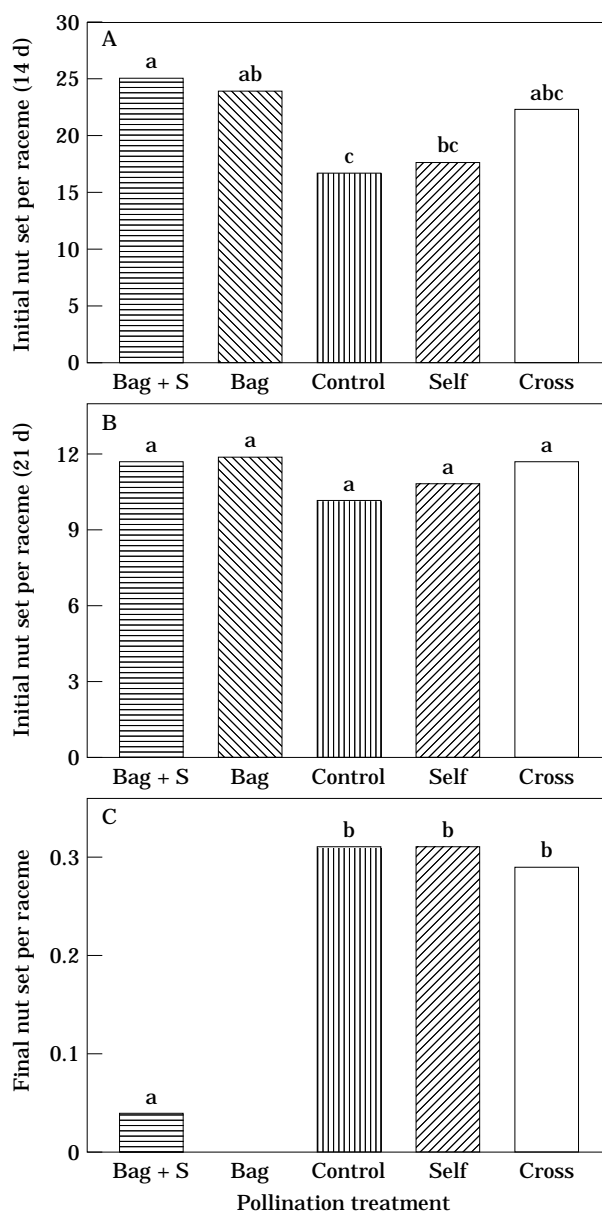 30
A
a
ab
abc
25
20
c
bc
15
10
5
0
Initial nut set per raceme (14 d)
Bag + S Bag Control Self Cross
B
a a a a a
12
9
6
3
0
Initial nut set per raceme (21 d)
Bag + S Bag Control Self Cross
C
b b b
0.3
0.2
0.1
a
0
Final nut set per raceme
Bag + S Bag Control Self Cross
Pollination treatment